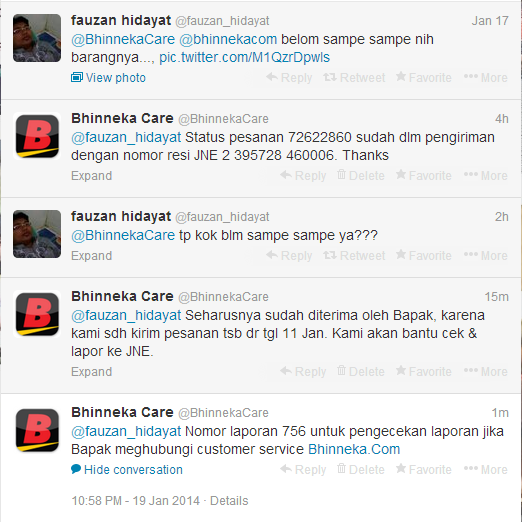 fauzan hidayat @fauzan_hidayat Jan 17
@BhinnekaCare @bhinnekacom belom sampe sampe nih
barangnya..., pic.twitter.com/M1QzrDpwls
View photo Reply Retweet Favorite More
Bhinneka Care @BhinnekaCare 4h
@fauzan_hidayat Status pesanan 72622860 sudah dlm pengiriman
dengan nomor resi JNE 2 395728 460006. Thanks
Expand Reply Delete Favorite More
fauzan hidayat @fauzan_hidayat 2h
@BhinnekaCare tp kok blm sampe sampe ya???
Expand Reply Retweet Favorite More
Bhinneka Care @BhinnekaCare 15m
@fauzan_hidayat Seharusnya sudah diterima oleh Bapak, karena
kami sdh kirim pesanan tsb dr tgl 11 Jan. Kami akan bantu cek &
lapor ke JNE.
Expand Reply Delete Favorite More
Bhinneka Care @BhinnekaCare 1m
@fauzan_hidayat Nomor laporan 756 untuk pengecekan laporan jika
Bapak meghubungi customer service Bhinneka.Com
Hide conversation Reply Delete Favorite More
10:58 PM - 19 Jan 2014 · Details